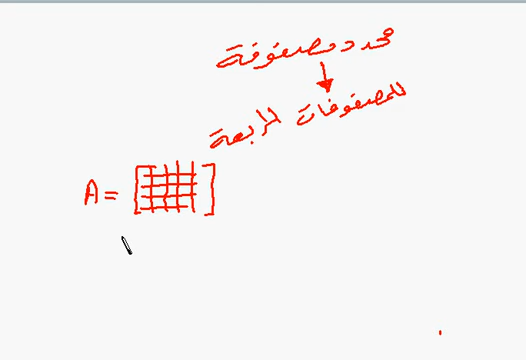 محدد مصفوفة
للمصفوفات المربعة
A = [ ]